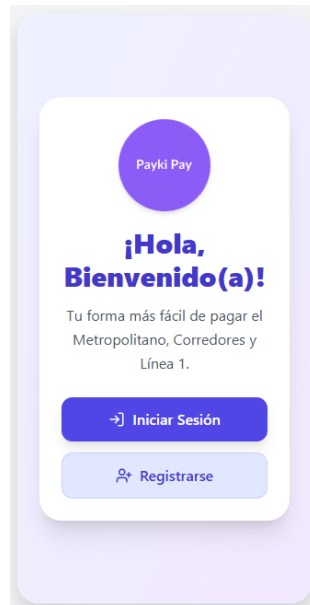 Payki Pay
¡Hola,
Bienvenido(a)!
Tu forma más fácil de pagar el
Metropolitano, Corredores y
Línea 1.
Iniciar Sesión
Registrarse